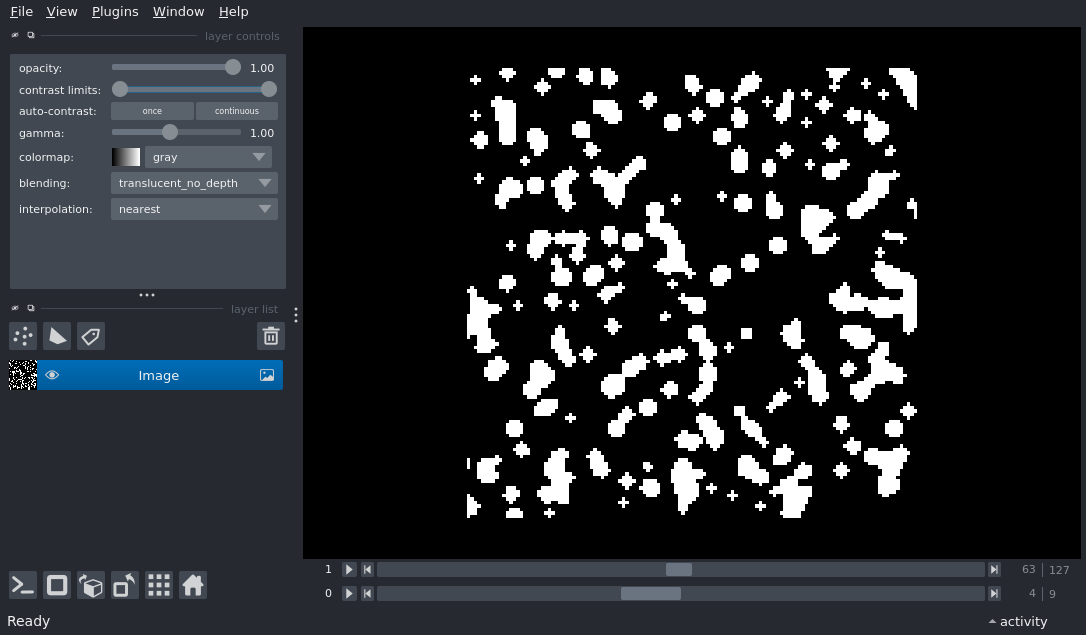 File View Plugins Window Help
layer controls
opacity: 1.00
contrast limits:
auto-contrast: once continuous
gamma: 1.00
colormap: gray
blending: translucent_no_depth
interpolation: nearest
layer list
Image
1 63 127
0 4 9
Ready activity